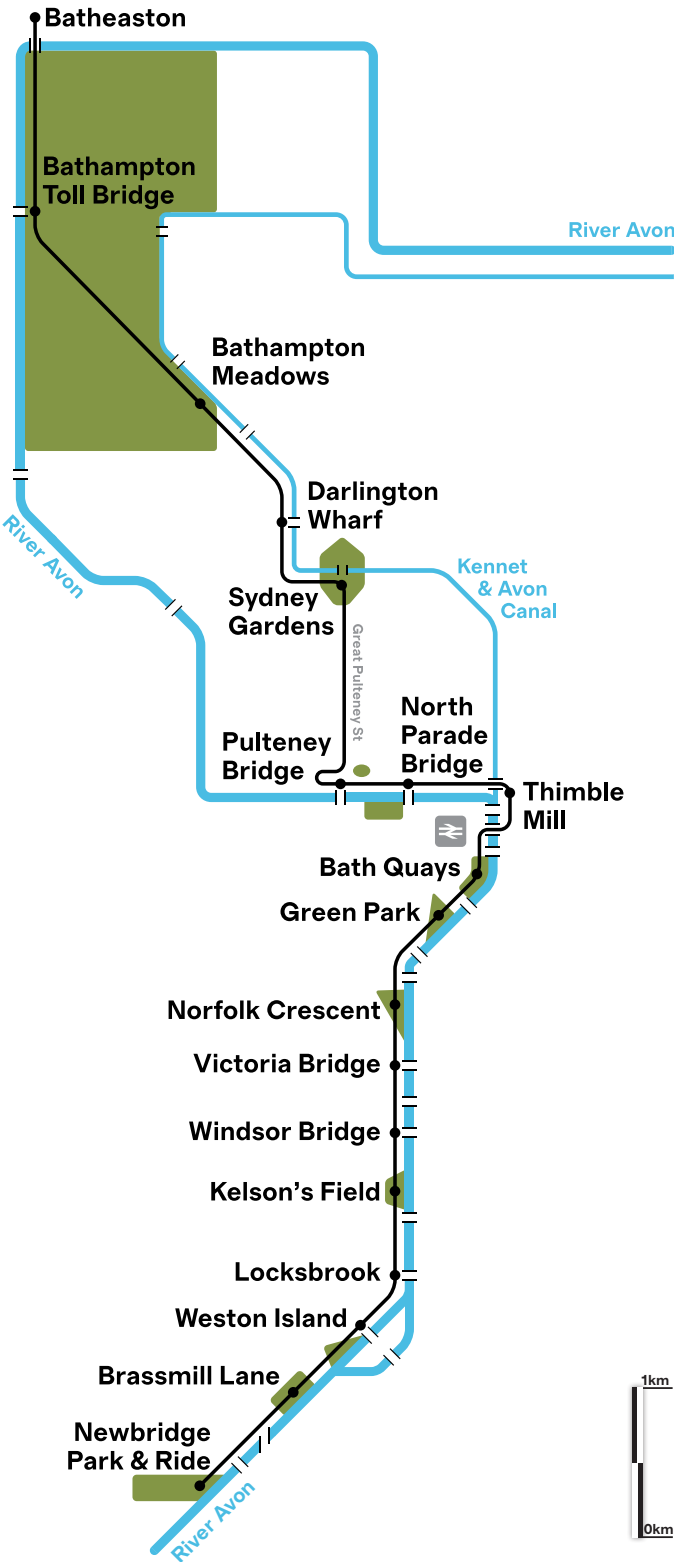 Batheaston
Bathampton
Toll Bridge
River Avon
Bathampton
Meadows
Darlington
Wharf
River Avon
Kennet
& Avon
Canal
Sydney
Gardens
Great Pulteney St
North
Parade
Bridge
Pulteney
Bridge
Thimble
Mill
Bath Quays
Green Park
Norfolk Crescent
Victoria Bridge
Windsor Bridge
Kelson’s Field
Locksbrook
Weston Island
Brassmill Lane
1km
Newbridge
Park & Ride
River Avon
0km